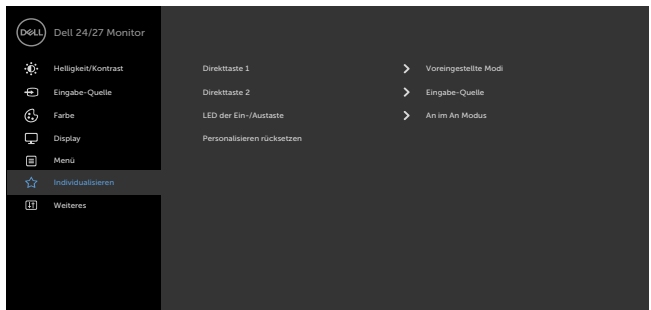 DELL Dell 24/27 Monitor
Helligkeit/Kontrast Direkttaste 1 Voreingestellte Modi
Eingabe-Quelle Direkttaste 2 Eingabe-Quelle
Farbe LED der Ein-/Austaste An im An Modus
Display Personalisieren rücksetzen
Menü
Individualisieren
Weiteres